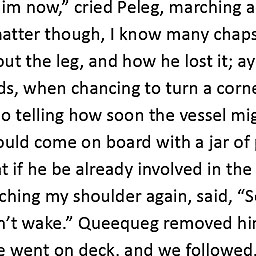 im now,” cried Peleg, marching a
natter though, I know many chaps
out the leg, and how he lost it; ay
ds, when chancing to turn a corne
o telling how soon the vessel mig
ould come on board with a jar of
t if he be already involved in the
ching my shoulder again, said, “S
n’t wake.” Queequeg removed hi
e went on deck, and we followed.